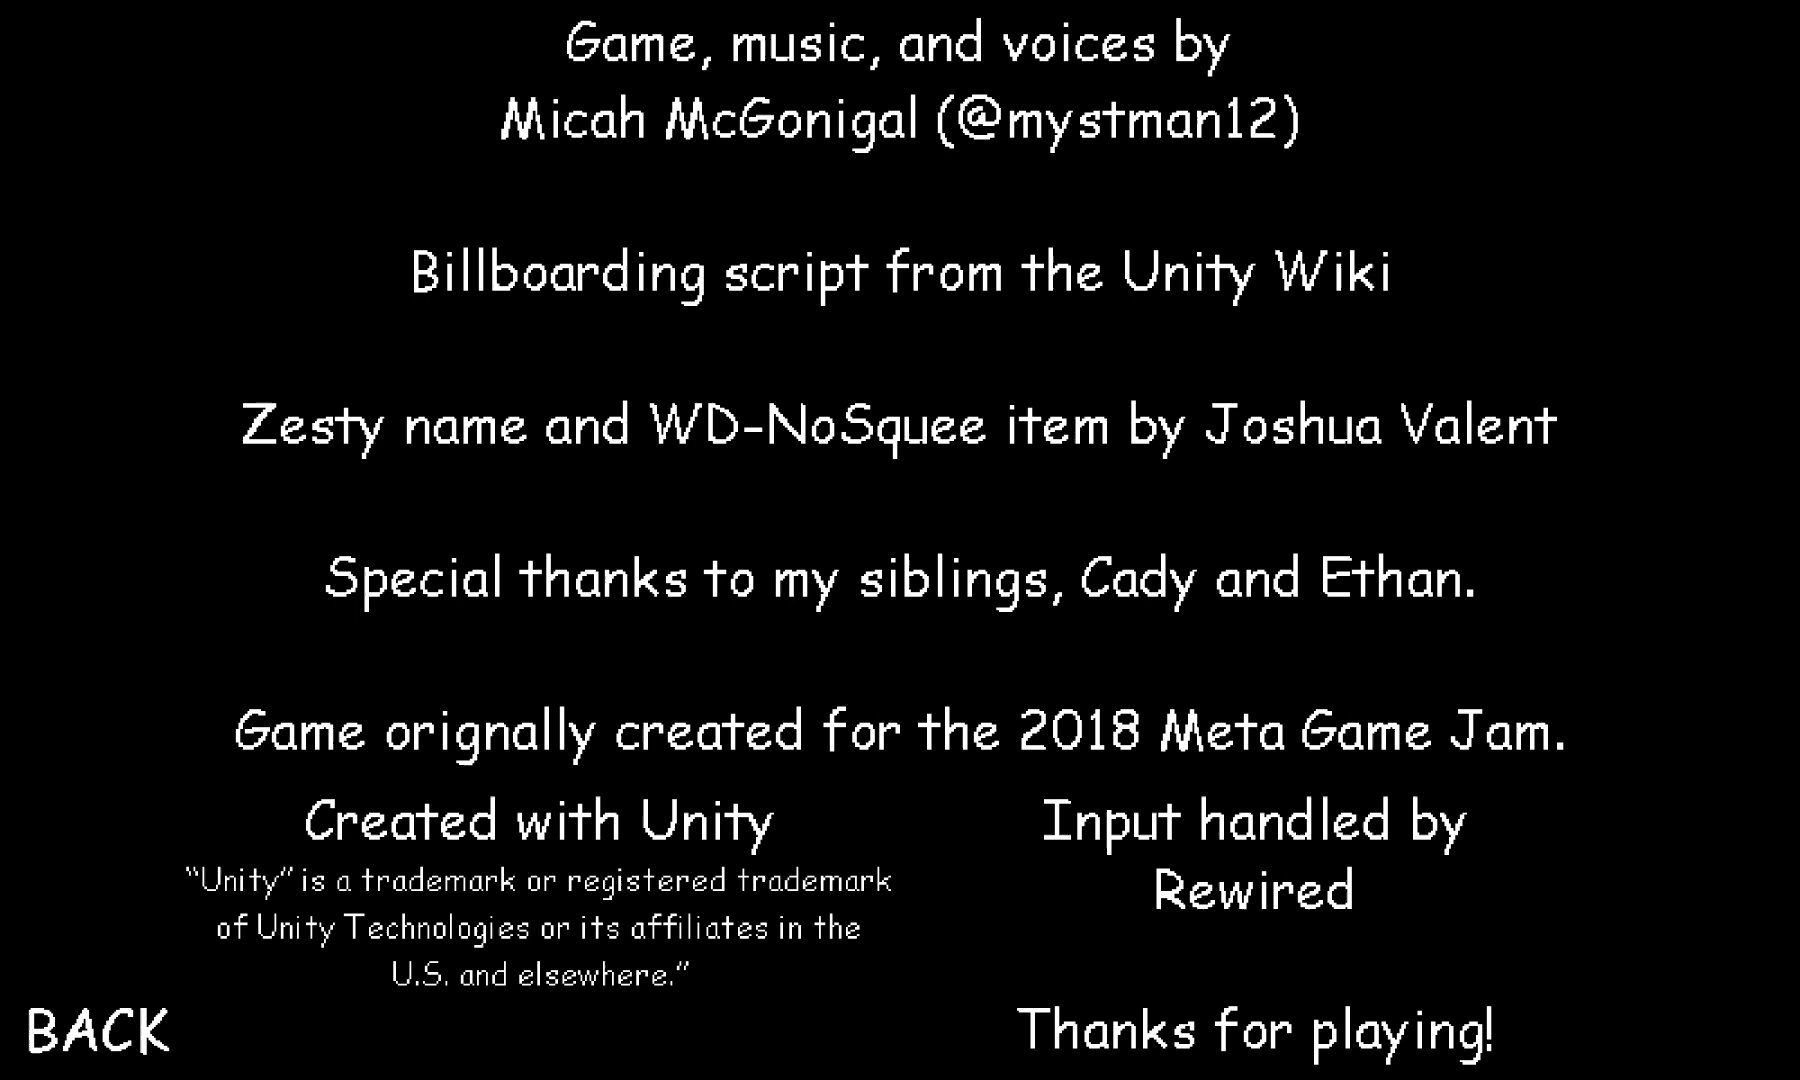 Game, music, and voices by
Micah McGonigal (@mystman12)
Billboarding script from the Unity Wiki
Zesty name and WD-NoSquee item by Joshua Valent
Special thanks to my siblings, Cady and Ethan.
Game orignally created for the 2018 Meta Game Jam.
Created with Unity
“Unity” is a trademark or registered trademark
of Unity Technologies or its affiliates in the
U.S. and elsewhere.”
Input handled by
Rewired
BACK
Thanks for playing!